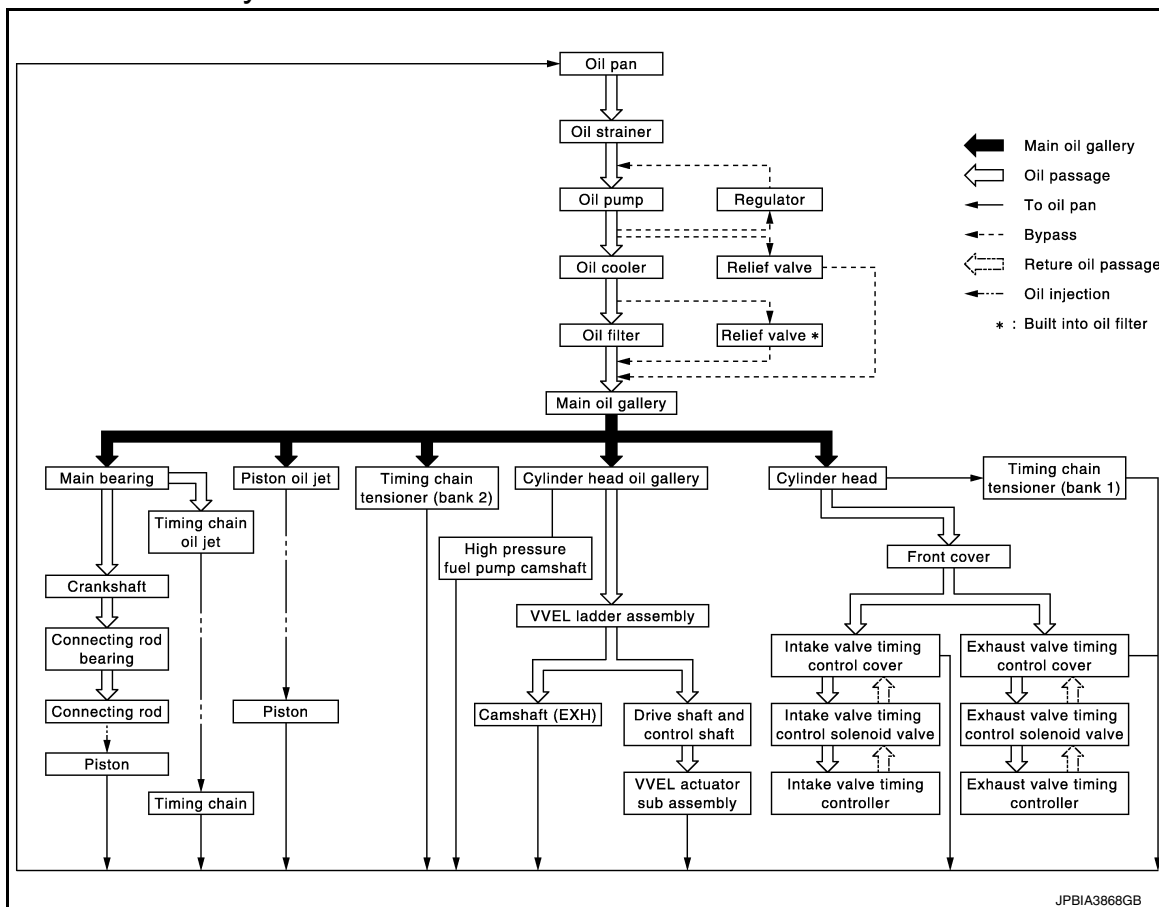 Oil pan
Oil strainer
Main oil gallery
Oil passage
Oil pump
Regulator
To oil pan
Bypass
Oil cooler
Relief valve
Reture oil passage
Oil injection
Oil filter
Relief valve *
* : Built into oil filter
Main oil gallery
Main bearing
Piston oil jet
Timing chain
tensioner (bank 2)
Cylinder head oil gallery
Cylinder head
Timing chain
tensioner (bank 1)
Timing chain
oil jet
High pressure
fuel pump camshaft
Front cover
Crankshaft
VVEL ladder assembly
Connecting rod
bearing
Intake valve timing
control cover
Exhaust valve timing
control cover
Connecting rod
Piston
Camshaft (EXH)
Drive shaft and
control shaft
Intake valve timing
control solenoid valve
Exhaust valve timing
control solenoid valve
Piston
Timing chain
VVEL actuator
sub assembly
Intake valve timing
controller
Exhaust valve timing
controller
JPBIA3868GB